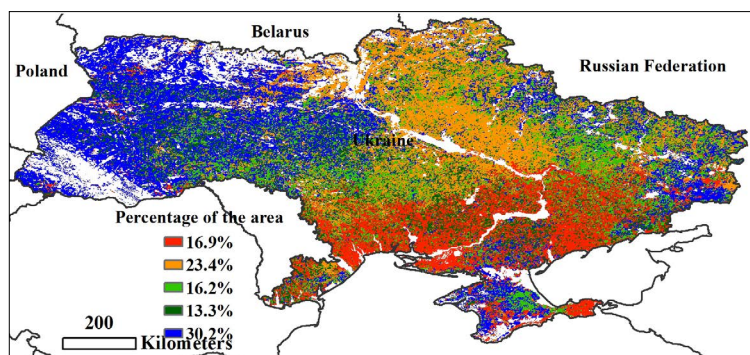 Belarus
Poland
Russian Federation
Ukraine
Percentage of the area
16.9%
23.4%
16.2%
13.3%
30.2%
200
Kilometers